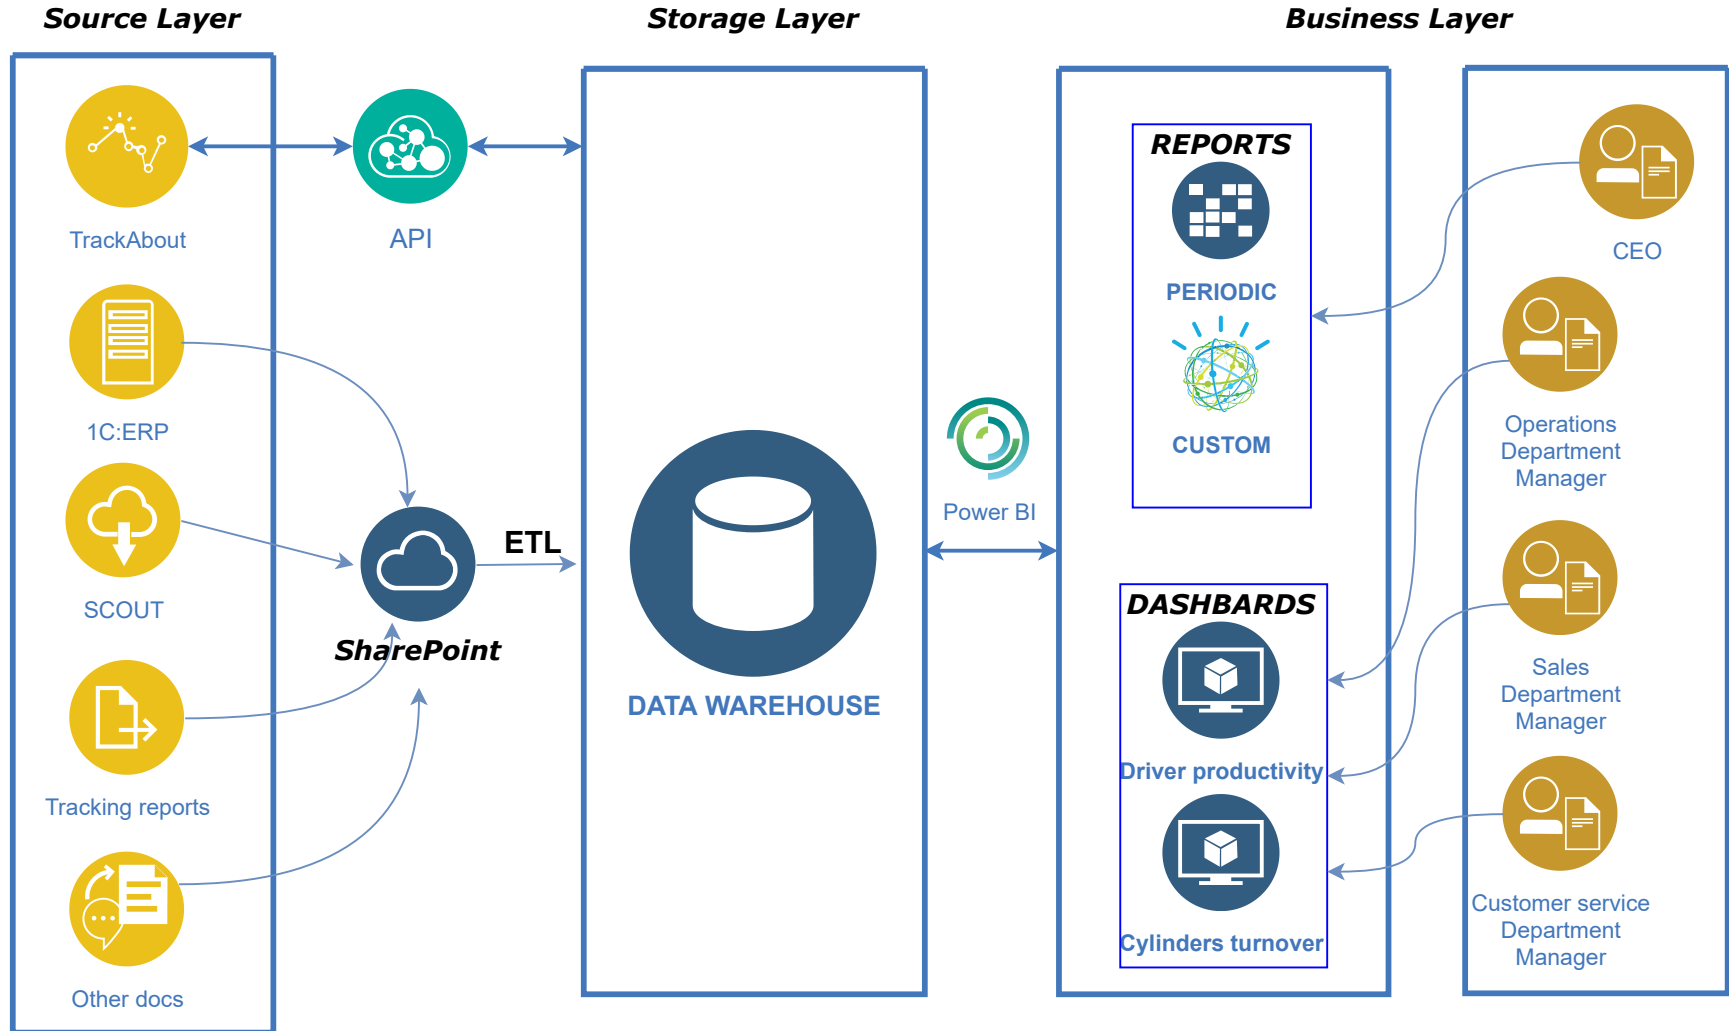 Source Layer
Storage Layer
Business Layer
TrackAbout
API
1C:ERP
SCOUT
Tracking reports
Other docs
SharePoint
ETL
DATA WAREHOUSE
Power BI
REPORTS
PERIODIC
CUSTOM
DASHBARDS
Driver productivity
Cylinders turnover
CEO
Operations
Department
Manager
Sales
Department
Manager
Customer service
Department
Manager